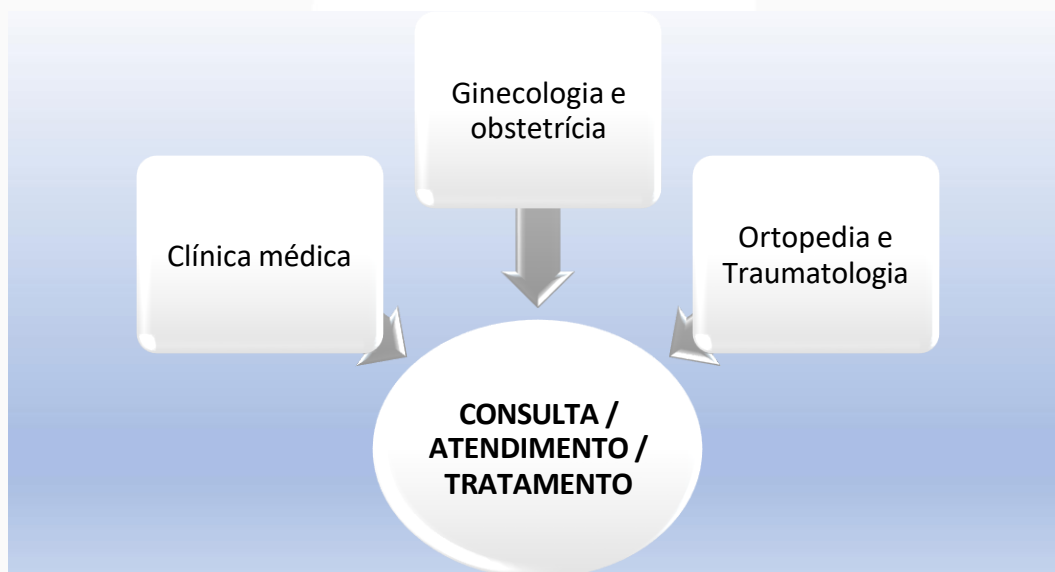 Ginecologia e
obstetrícia
Clínica médica
Ortopedia e
Traumatologia
CONSULTA /
ATENDIMENTO /
TRATAMENTO